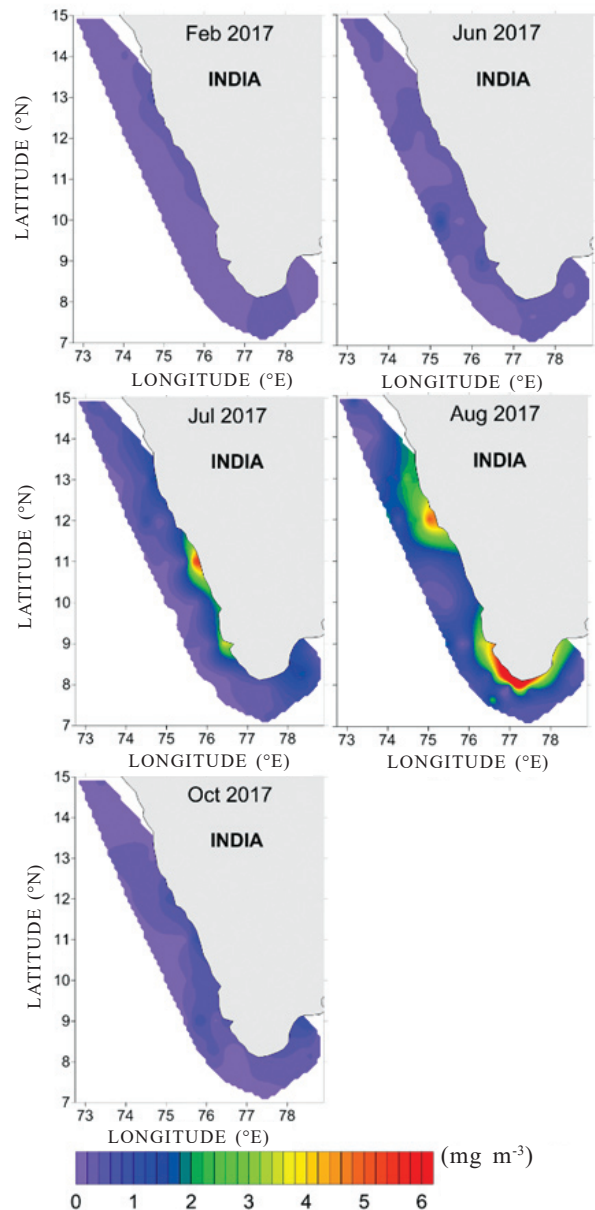 Feb 2017
INDIA
15
14
13
12
11
10
9
8
7
LATITUDE (°N)
73 74 75 76 77 78
LONGITUDE (°E)
Jun 2017
INDIA
73 74 75 76 77 78
LONGITUDE (°E)
Jul 2017
INDIA
15
14
13
12
11
10
9
8
7
LATITUDE (°N)
73 74 75 76 77 78
LONGITUDE (°E)
Aug 2017
INDIA
73 74 75 76 77 78
LONGITUDE (°E)
Oct 2017
INDIA
15
14
13
12
11
10
9
8
7
LATITUDE (°N)
73 74 75 76 77 78
LONGITUDE (°E)
(mg m⁻³)
0 1 2 3 4 5 6